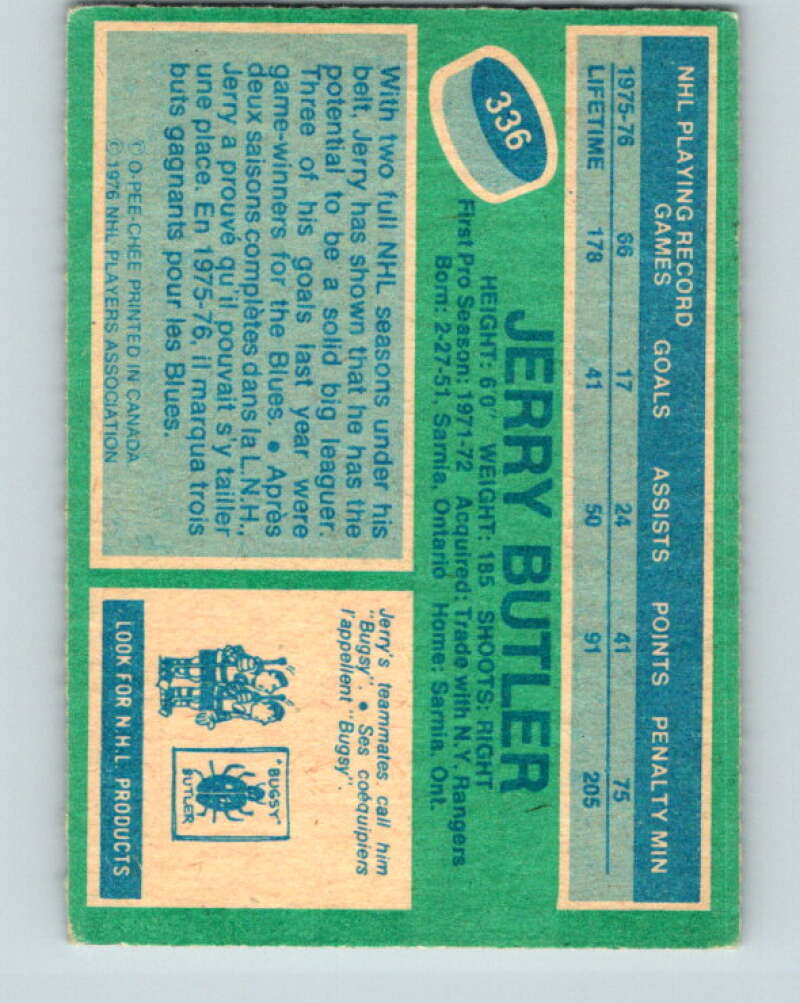 NHL PLAYING RECORD
GAMES GOALS ASSISTS POINTS PENALTY MIN
1975-76 66 17 24 41 75
LIFETIME 178 41 50 91 205
336
JERRY BUTLER
HEIGHT: 6'0" WEIGHT: 185 SHOOTS: RIGHT
First Pro Season: 1971-72 Acquired: Trade with N.Y. Rangers
Born: 2-27-51, Sarnia, Ontario Home: Sarnia, Ont.
With two full NHL seasons under his
belt, Jerry has shown that he has the
potential to be a solid big leaguer.
Three of his goals last year were
game-winners for the Blues. • Après
deux saisons complètes dans la L.N.H.,
Jerry a prouvé qu'il pouvait s'y tailler
une place. En 1975-76, il marqua trois
buts gagnants pour les Blues.
© O-PEE-CHEE PRINTED IN CANADA
© 1976 NHL PLAYERS ASSOCIATION
Jerry's teammates call him
"Bugsy". • Ses coéquipiers
l'appellent "Bugsy".
"BUGSY"
BUTLER
LOOK FOR N.H.L. PRODUCTS